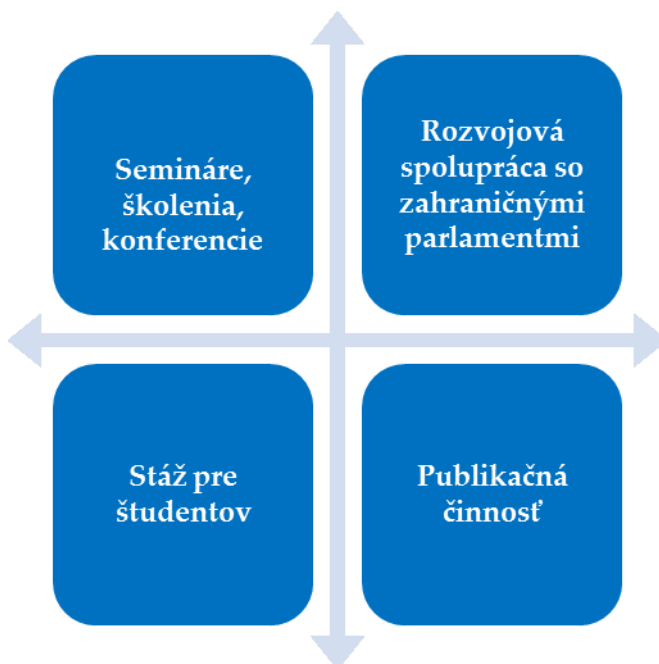 Semináre,
školenia,
konferencie
Rozvojová
spolupráca so
zahraničnými
parlamentmi
Stáž pre
študentov
Publikačná
činnosť